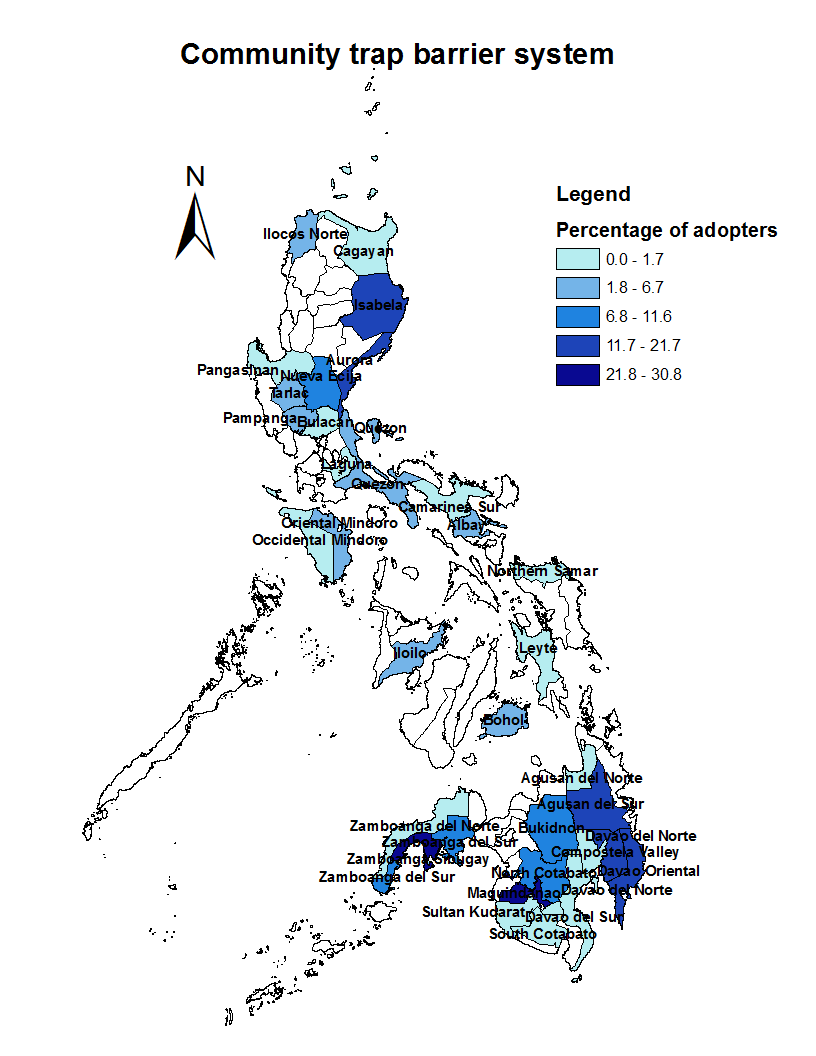 Community trap barrier system
N
Legend
Percentage of adopters
0.0 - 1.7
1.8 - 6.7
6.8 - 11.6
11.7 - 21.7
21.8 - 30.8
Ilocos Norte
Cagayan
Isabela
Aurora
Pangasinan
Nueva Ecija
Tarlac
Pampanga
Bulacan
Quezon
Laguna
Quezon
Camarines Sur
Oriental Mindoro
Albay
Occidental Mindoro
Northern Samar
Leyte
Iloilo
Bohol
Agusan del Norte
Agusan del Sur
Zamboanga del Norte
Bukidnon
Davao del Norte
Zamboanga del Sur
Compostela Valley
Zamboanga Sibugay
Davao Oriental
North Cotabato
Zamboanga del Sur
Davao del Norte
Maguindanao
Sultan Kudarat
Davao del Sur
South Cotabato